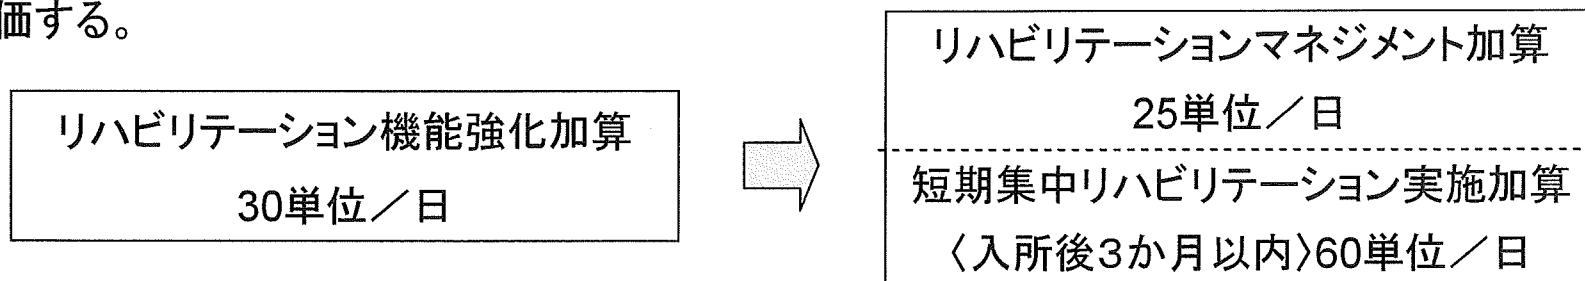 価する。
リハビリテーション機能強化加算
30単位／日
リハビリテーションマネジメント加算
25単位／日
短期集中リハビリテーション実施加算
〈入所後3か月以内〉60単位／日